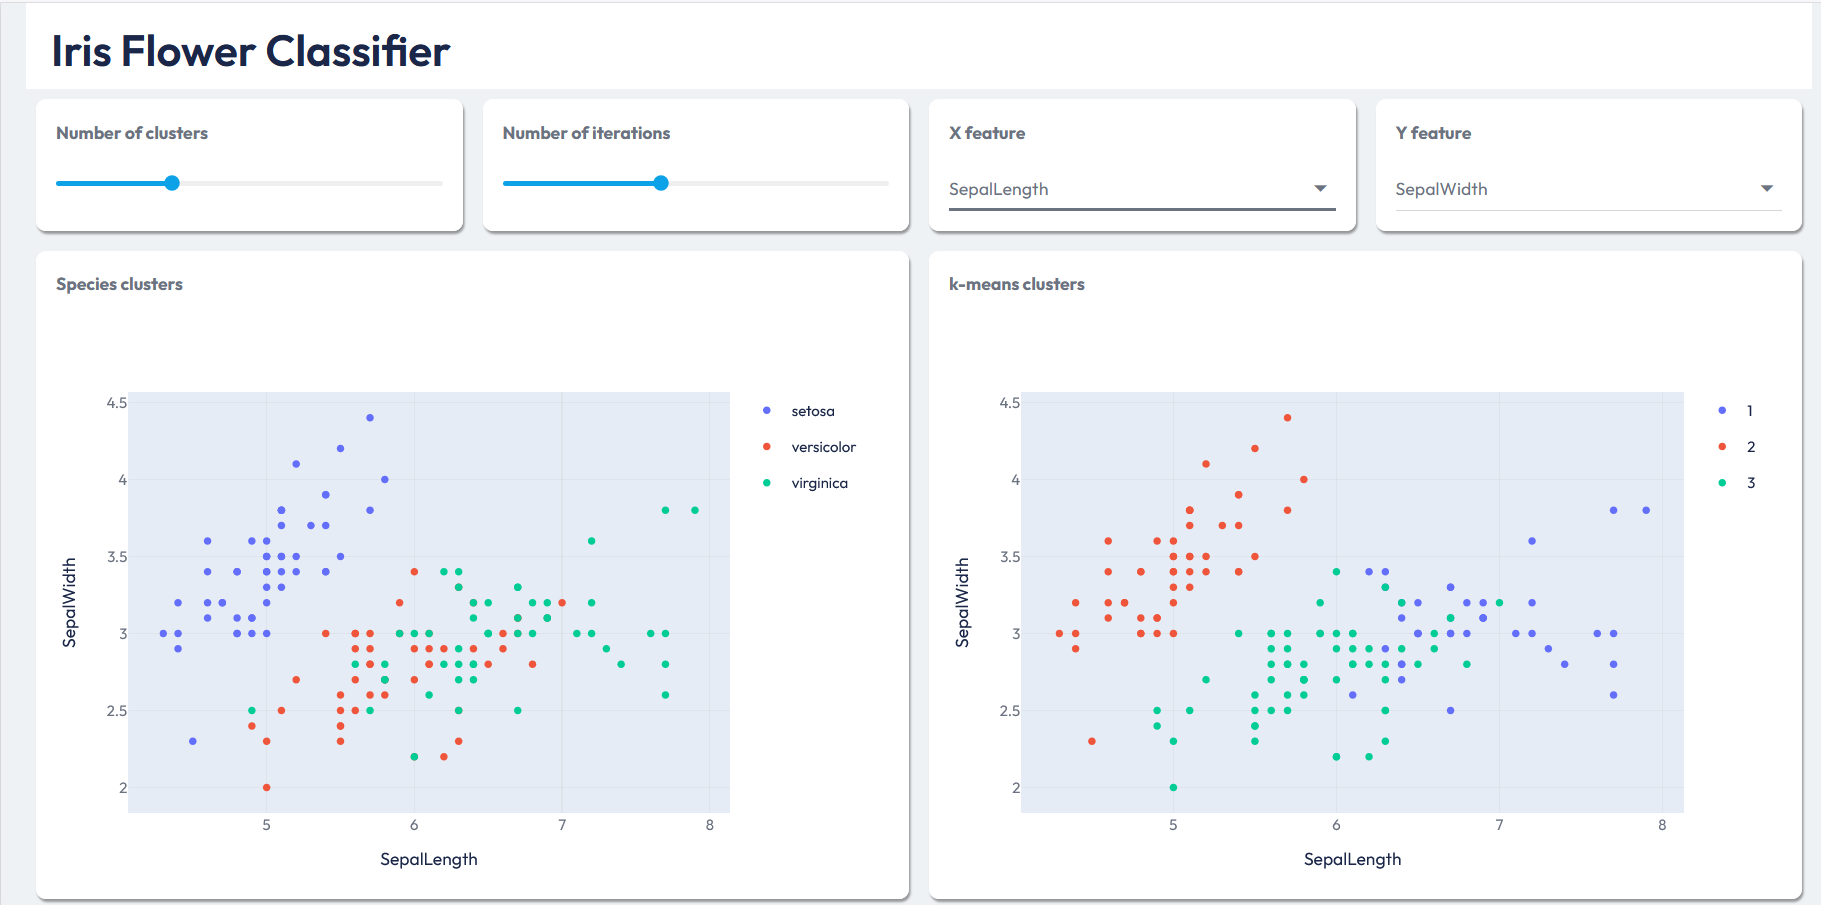 Iris Flower Classifier
Number of clusters
Number of iterations
X feature
Y feature
SepalLength
SepalWidth
Species clusters
4.5
4
3.5
3
2.5
2
SepalWidth
5
6
7
8
SepalLength
setosa
versicolor
virginica
k-means clusters
4.5
4
3.5
3
2.5
2
SepalWidth
5
6
7
8
SepalLength
1
2
3